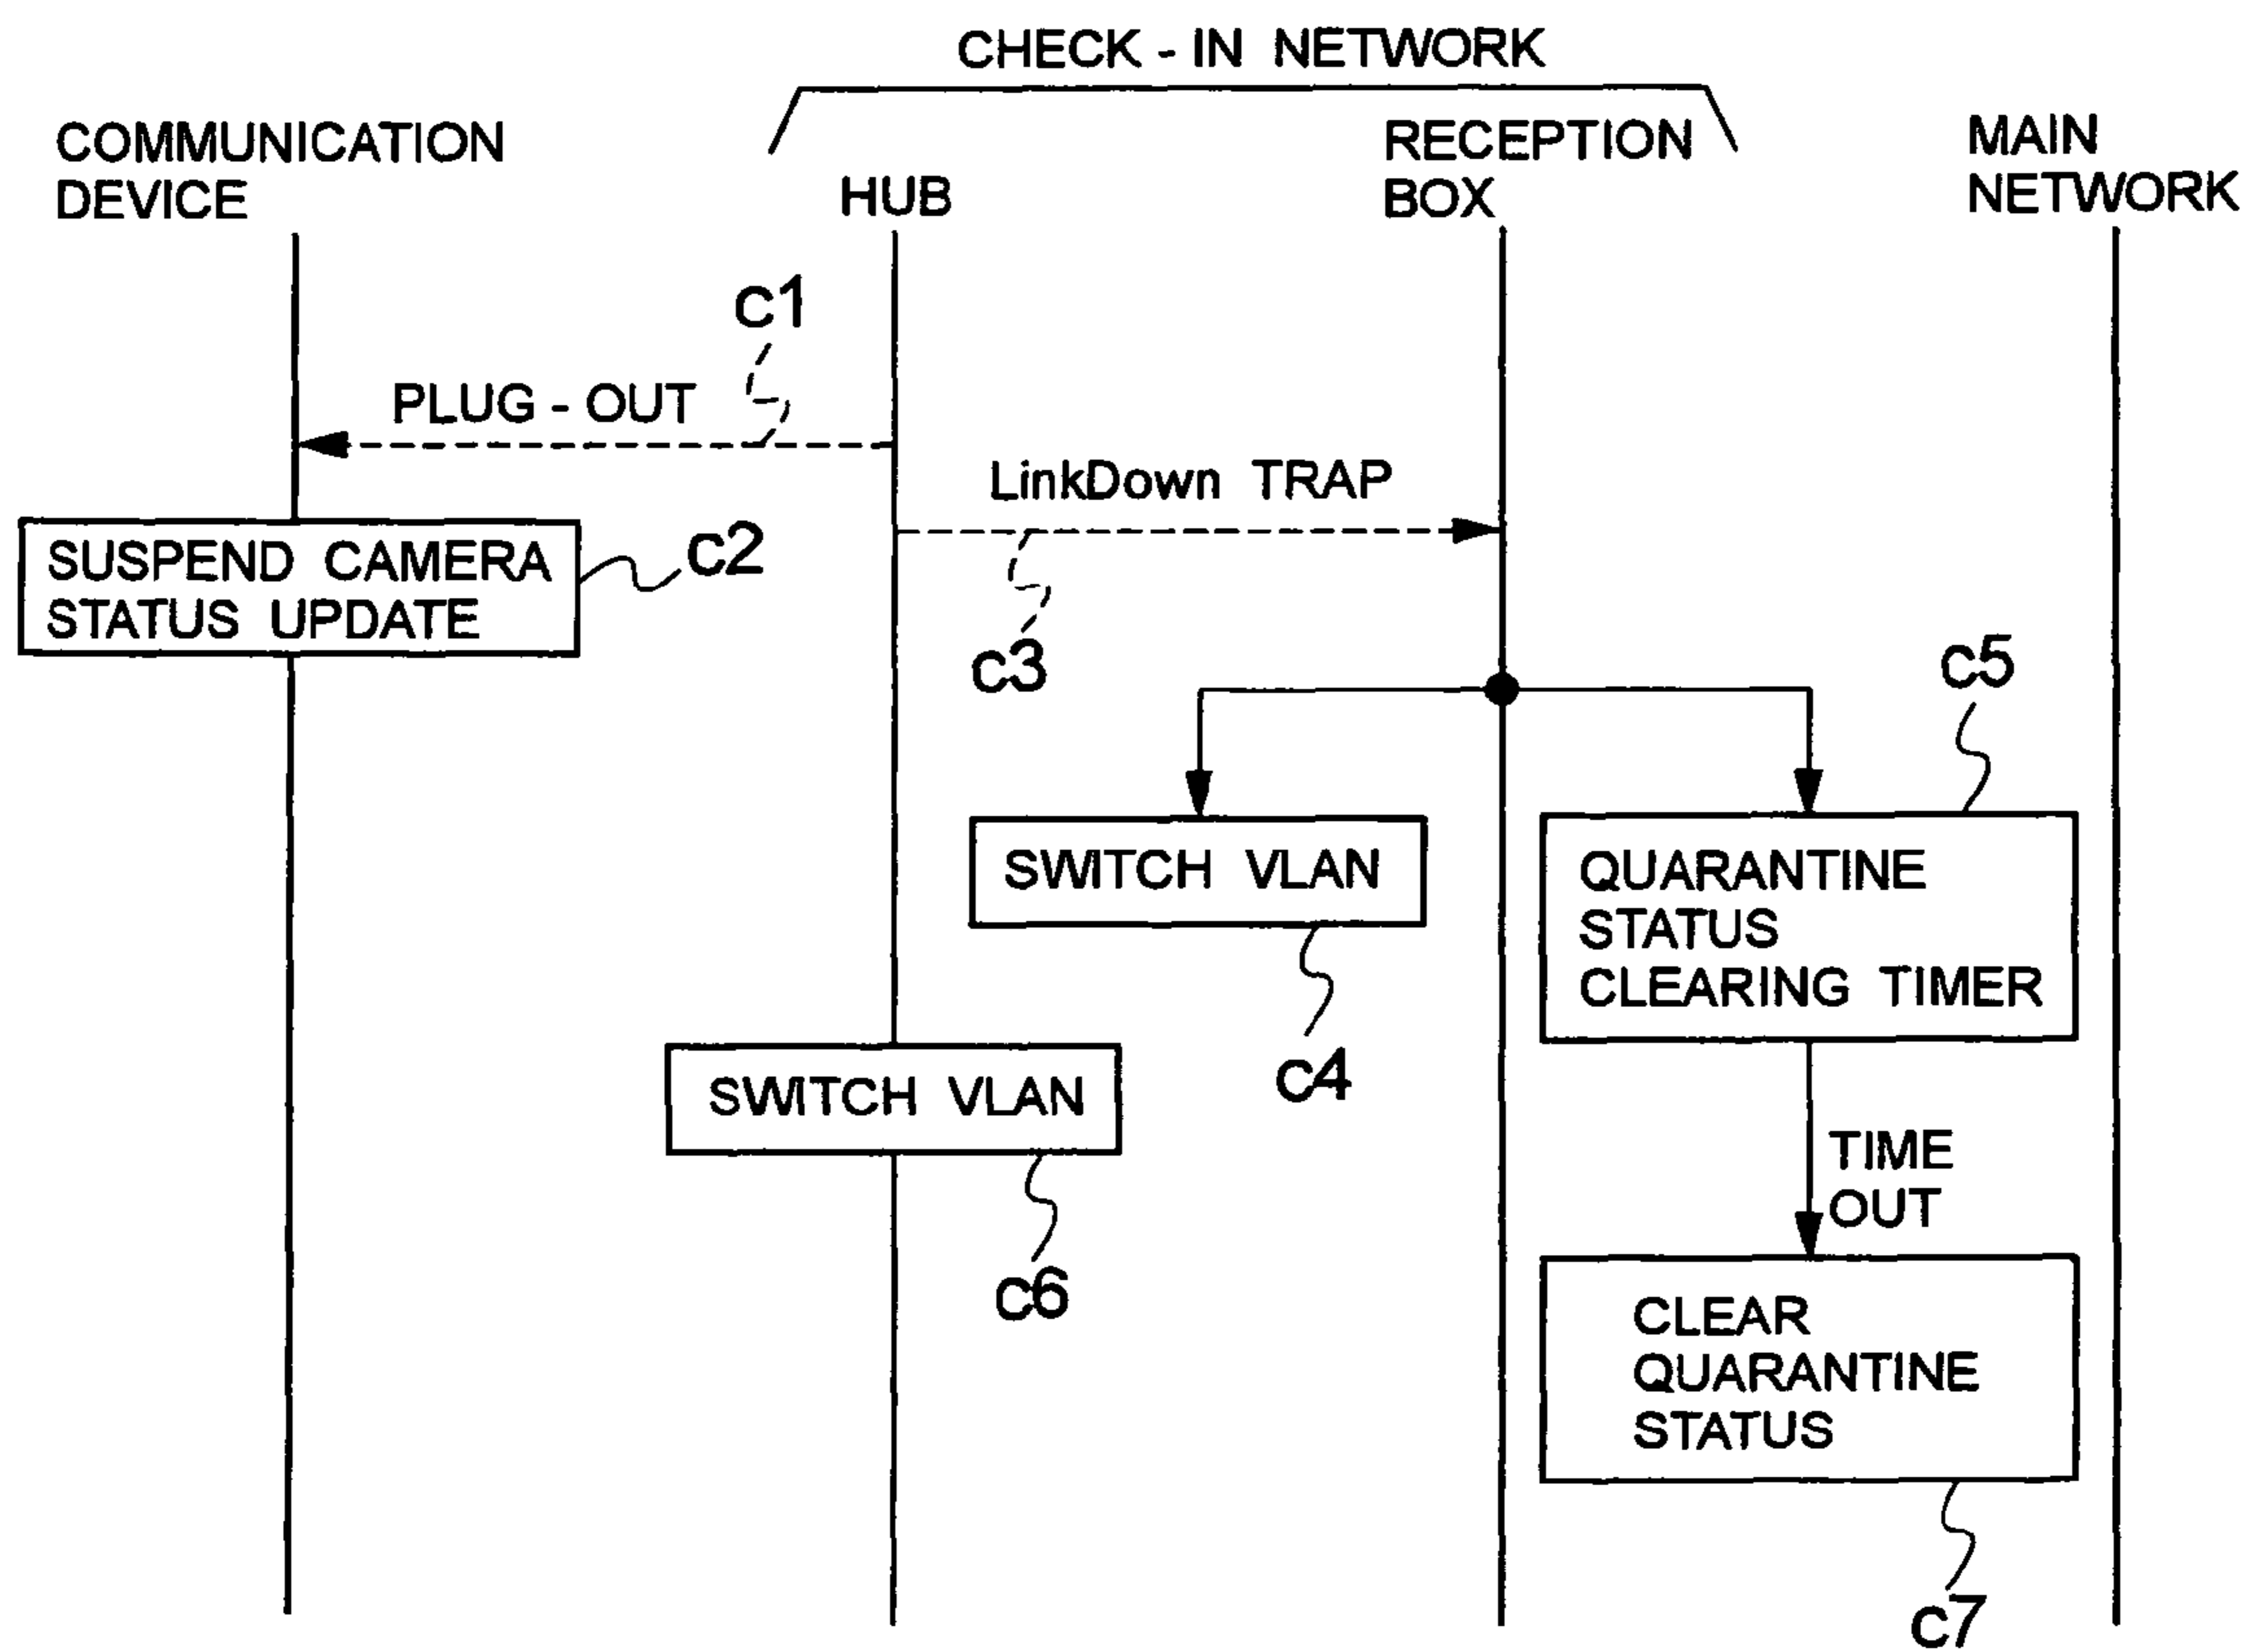 CHECK - IN NETWORK
COMMUNICATION
DEVICE
HUB
RECEPTION
BOX
MAIN
NETWORK
c1
PLUG - OUT
LinkDown TRAP
SUSPEND CAMERA
STATUS UPDATE
c2
c3
c5
SWITCH VLAN
QUARANTINE
STATUS
CLEARING TIMER
c4
SWITCH VLAN
TIME
OUT
c6
CLEAR
QUARANTINE
STATUS
c7